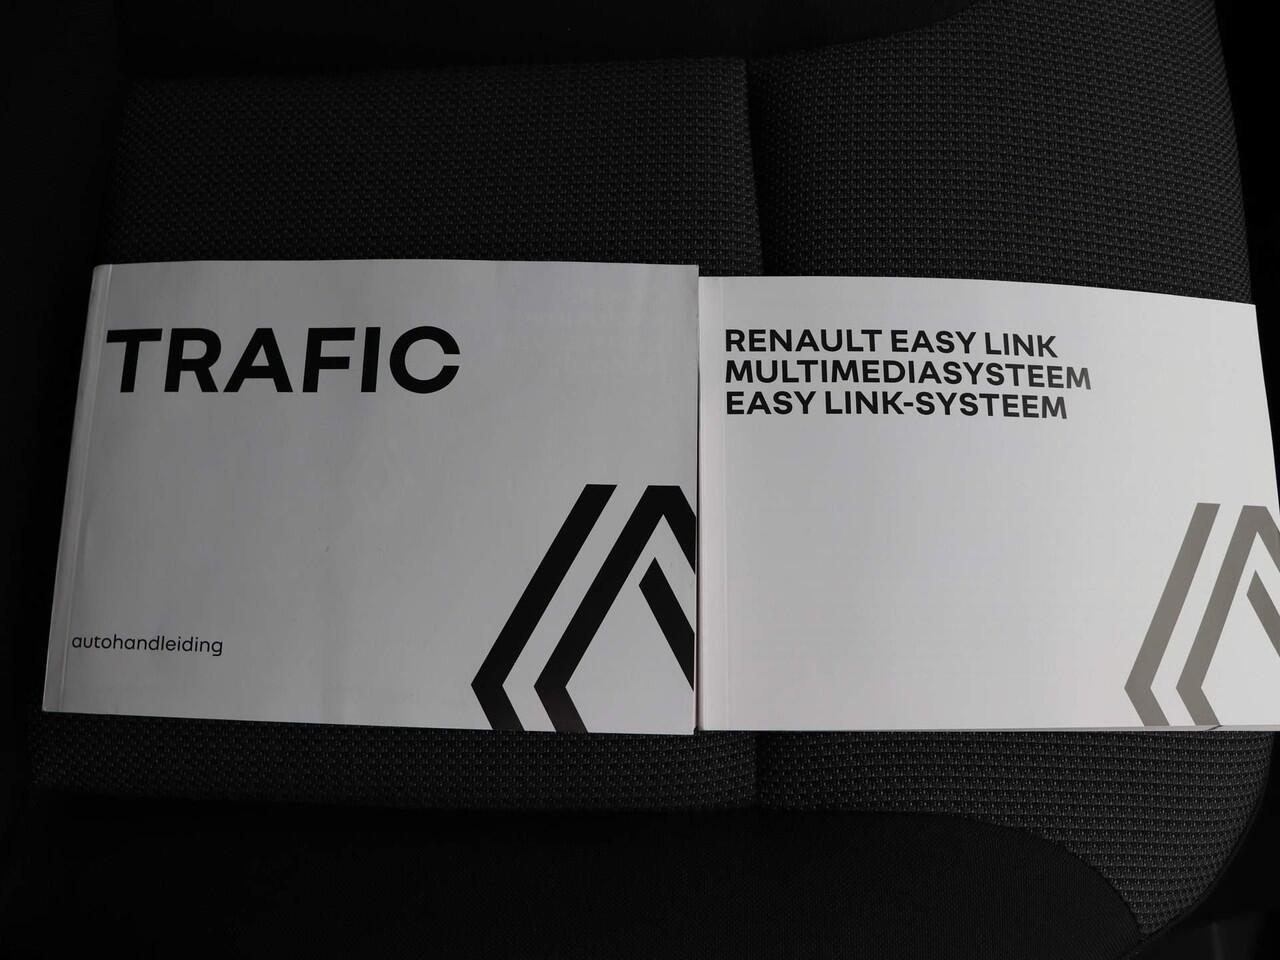 TRAFIC
autohandleiding
RENAULT EASY LINK
MULTIMEDIASYSTEEM
EASY LINK-SYSTEEM